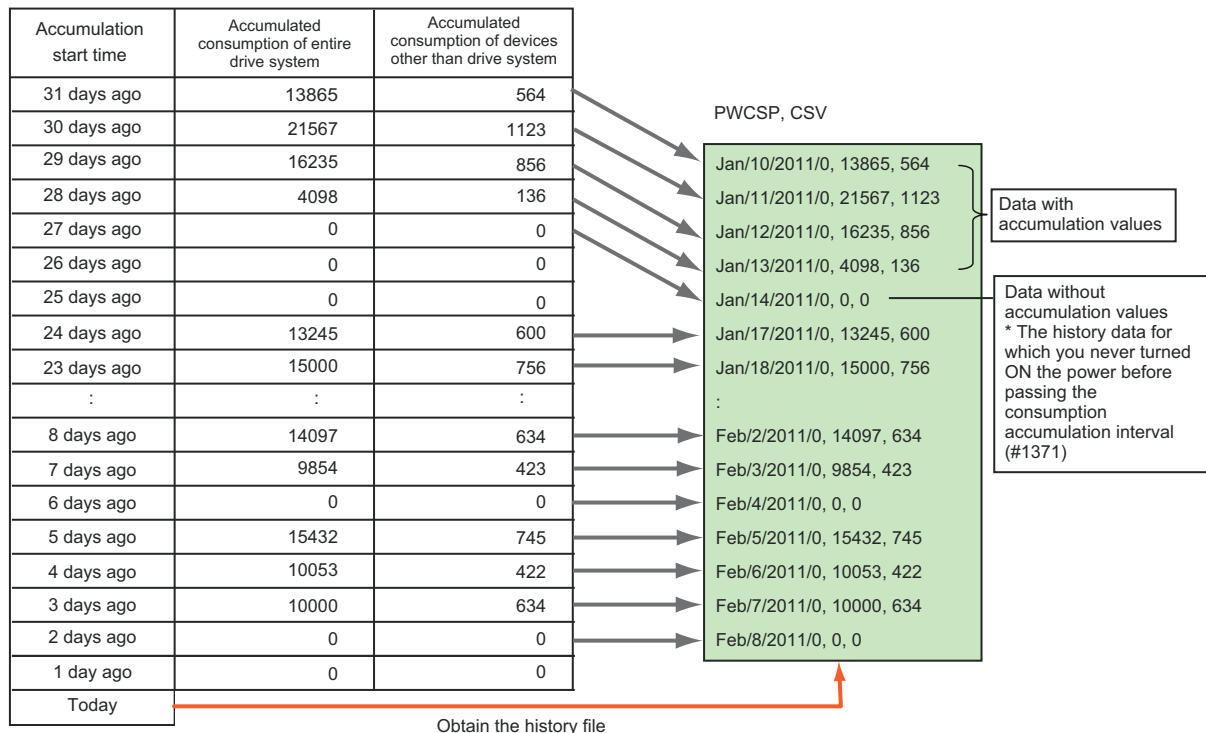 Accumulation
start time
Accumulated
consumption of entire
drive system
Accumulated
consumption of devices
other than drive system
31 days ago 13865 564
30 days ago 21567 1123
29 days ago 16235 856
28 days ago 4098 136
27 days ago 0 0
26 days ago 0 0
25 days ago 0 0
24 days ago 13245 600
23 days ago 15000 756
: : :
8 days ago 14097 634
7 days ago 9854 423
6 days ago 0 0
5 days ago 15432 745
4 days ago 10053 422
3 days ago 10000 634
2 days ago 0 0
1 day ago 0 0
Today
PWCSP, CSV
Jan/10/2011/0, 13865, 564
Jan/11/2011/0, 21567, 1123
Jan/12/2011/0, 16235, 856
Jan/13/2011/0, 4098, 136
Jan/14/2011/0, 0, 0
Jan/17/2011/0, 13245, 600
Jan/18/2011/0, 15000, 756
:
Feb/2/2011/0, 14097, 634
Feb/3/2011/0, 9854, 423
Feb/4/2011/0, 0, 0
Feb/5/2011/0, 15432, 745
Feb/6/2011/0, 10053, 422
Feb/7/2011/0, 10000, 634
Feb/8/2011/0, 0, 0
Data with
accumulation values
Data without
accumulation values
* The history data for
which you never turned
ON the power before
passing the
consumption
accumulation interval
(#1371)
Obtain the history file